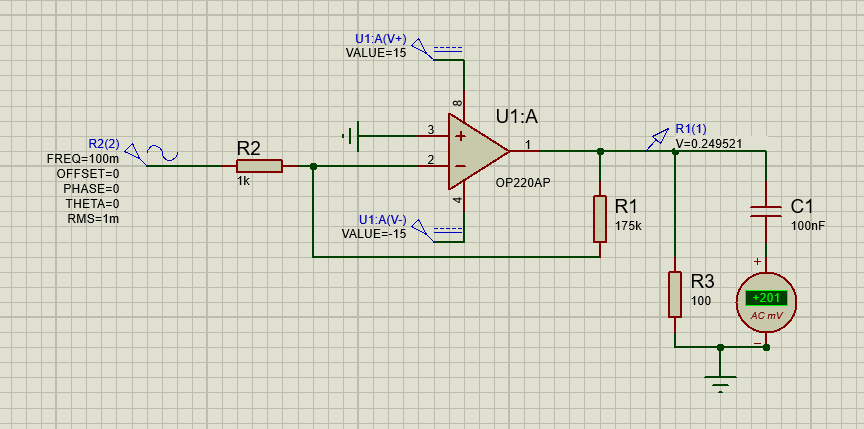 U1:A(V+)
VALUE=15
8
U1:A
3
1
2
OP220AP
4
R2(2)
FREQ=100m
OFFSET=0
PHASE=0
THETA=0
RMS=1m
R2
1k
R1(1)
V=0.249521
U1:A(V-)
VALUE=-15
R1
175k
C1
100nF
R3
100
+
+201
AC mV
−